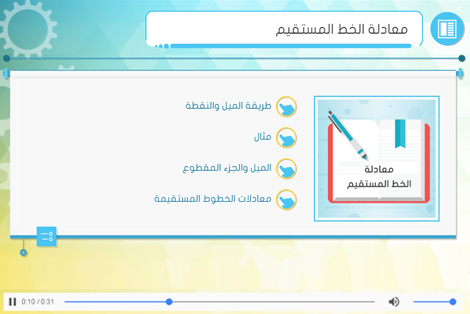 معادلة الخط المستقيم
طريقة الميل والنقطة
مثال
الميل والجزء المقطوع
معادلات الخطوط المستقيمة
معادلة
الخط المستقيم
0:10 / 0:31